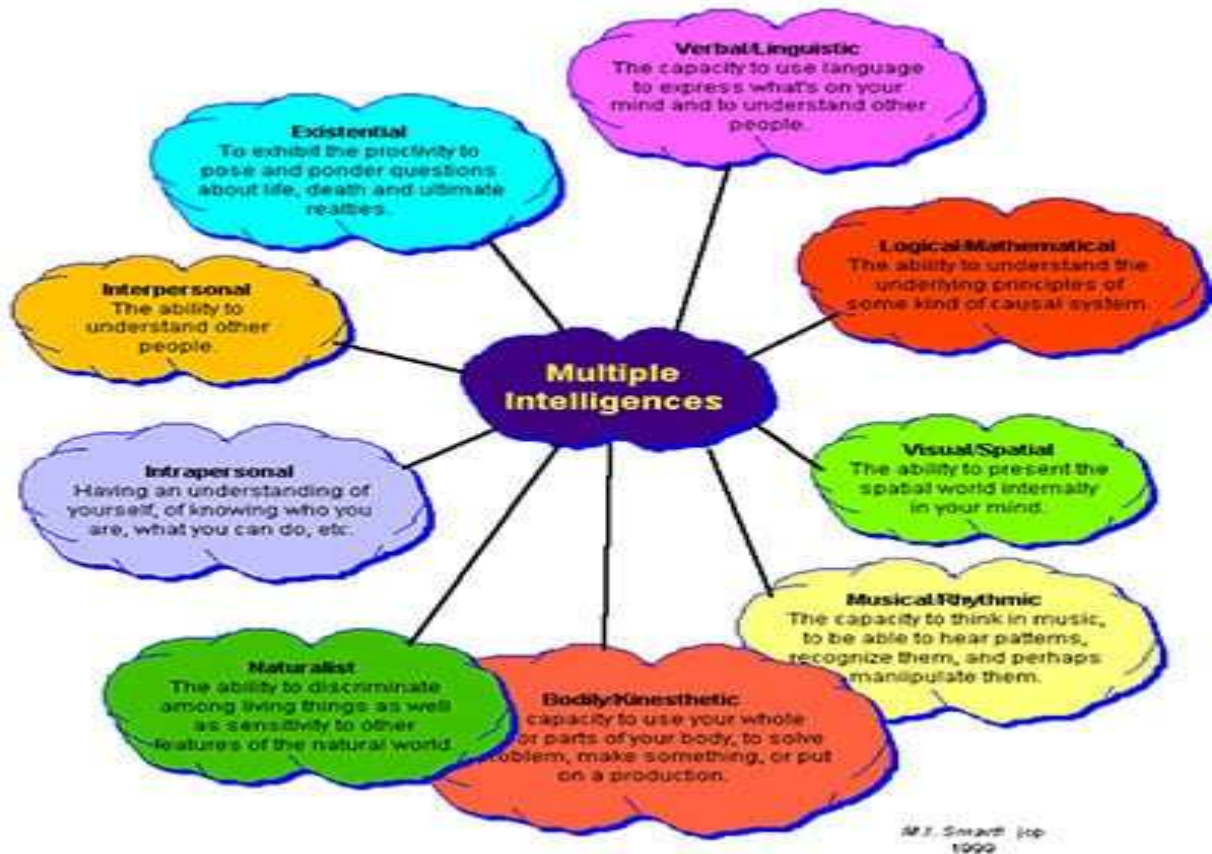 Verbal/Linguistic
The capacity to use language
to express what's on your
mind and to understand other
people.
Existential
To exhibit the proclivity to
pose and ponder questions
about life, death and ultimate
realties.
Logical/Mathematical
The ability to understand the
underlying principles of
some kind of causal system.
Interpersonal
The ability to
understand other
people.
Multiple
Intelligences
Visual/Spatial
The ability to present the
spatial world internally
in your mind.
Intrapersonal
Having an understanding of
yourself, of knowing who you
are, what you can do, etc.
Musical/Rhythmic
The capacity to think in music,
to be able to hear patterns,
recognize them, and perhaps
maniipulate them.
Naturalist
The ability to discriminate
among living things as well
as sensitivity to other
features of the natural world
Bodily/Kinesthetic
capacity to use your whole
or parts of your body, to solve
oblem, make something, or put
on a production.
1999